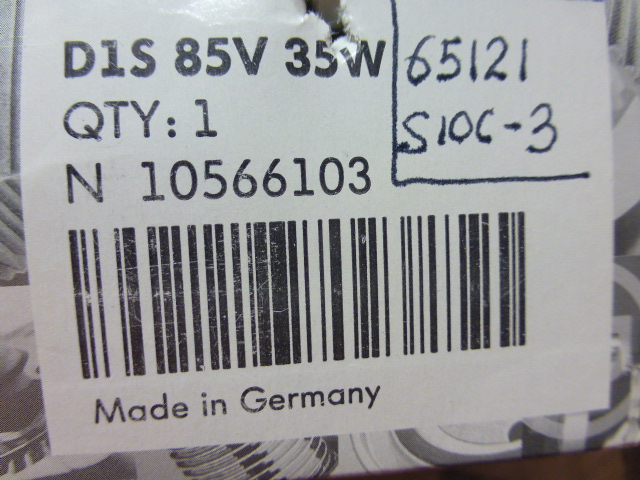 D1S 85V 35W
QTY: 1
N 10566103
65121
S10C-3
Made in Germany